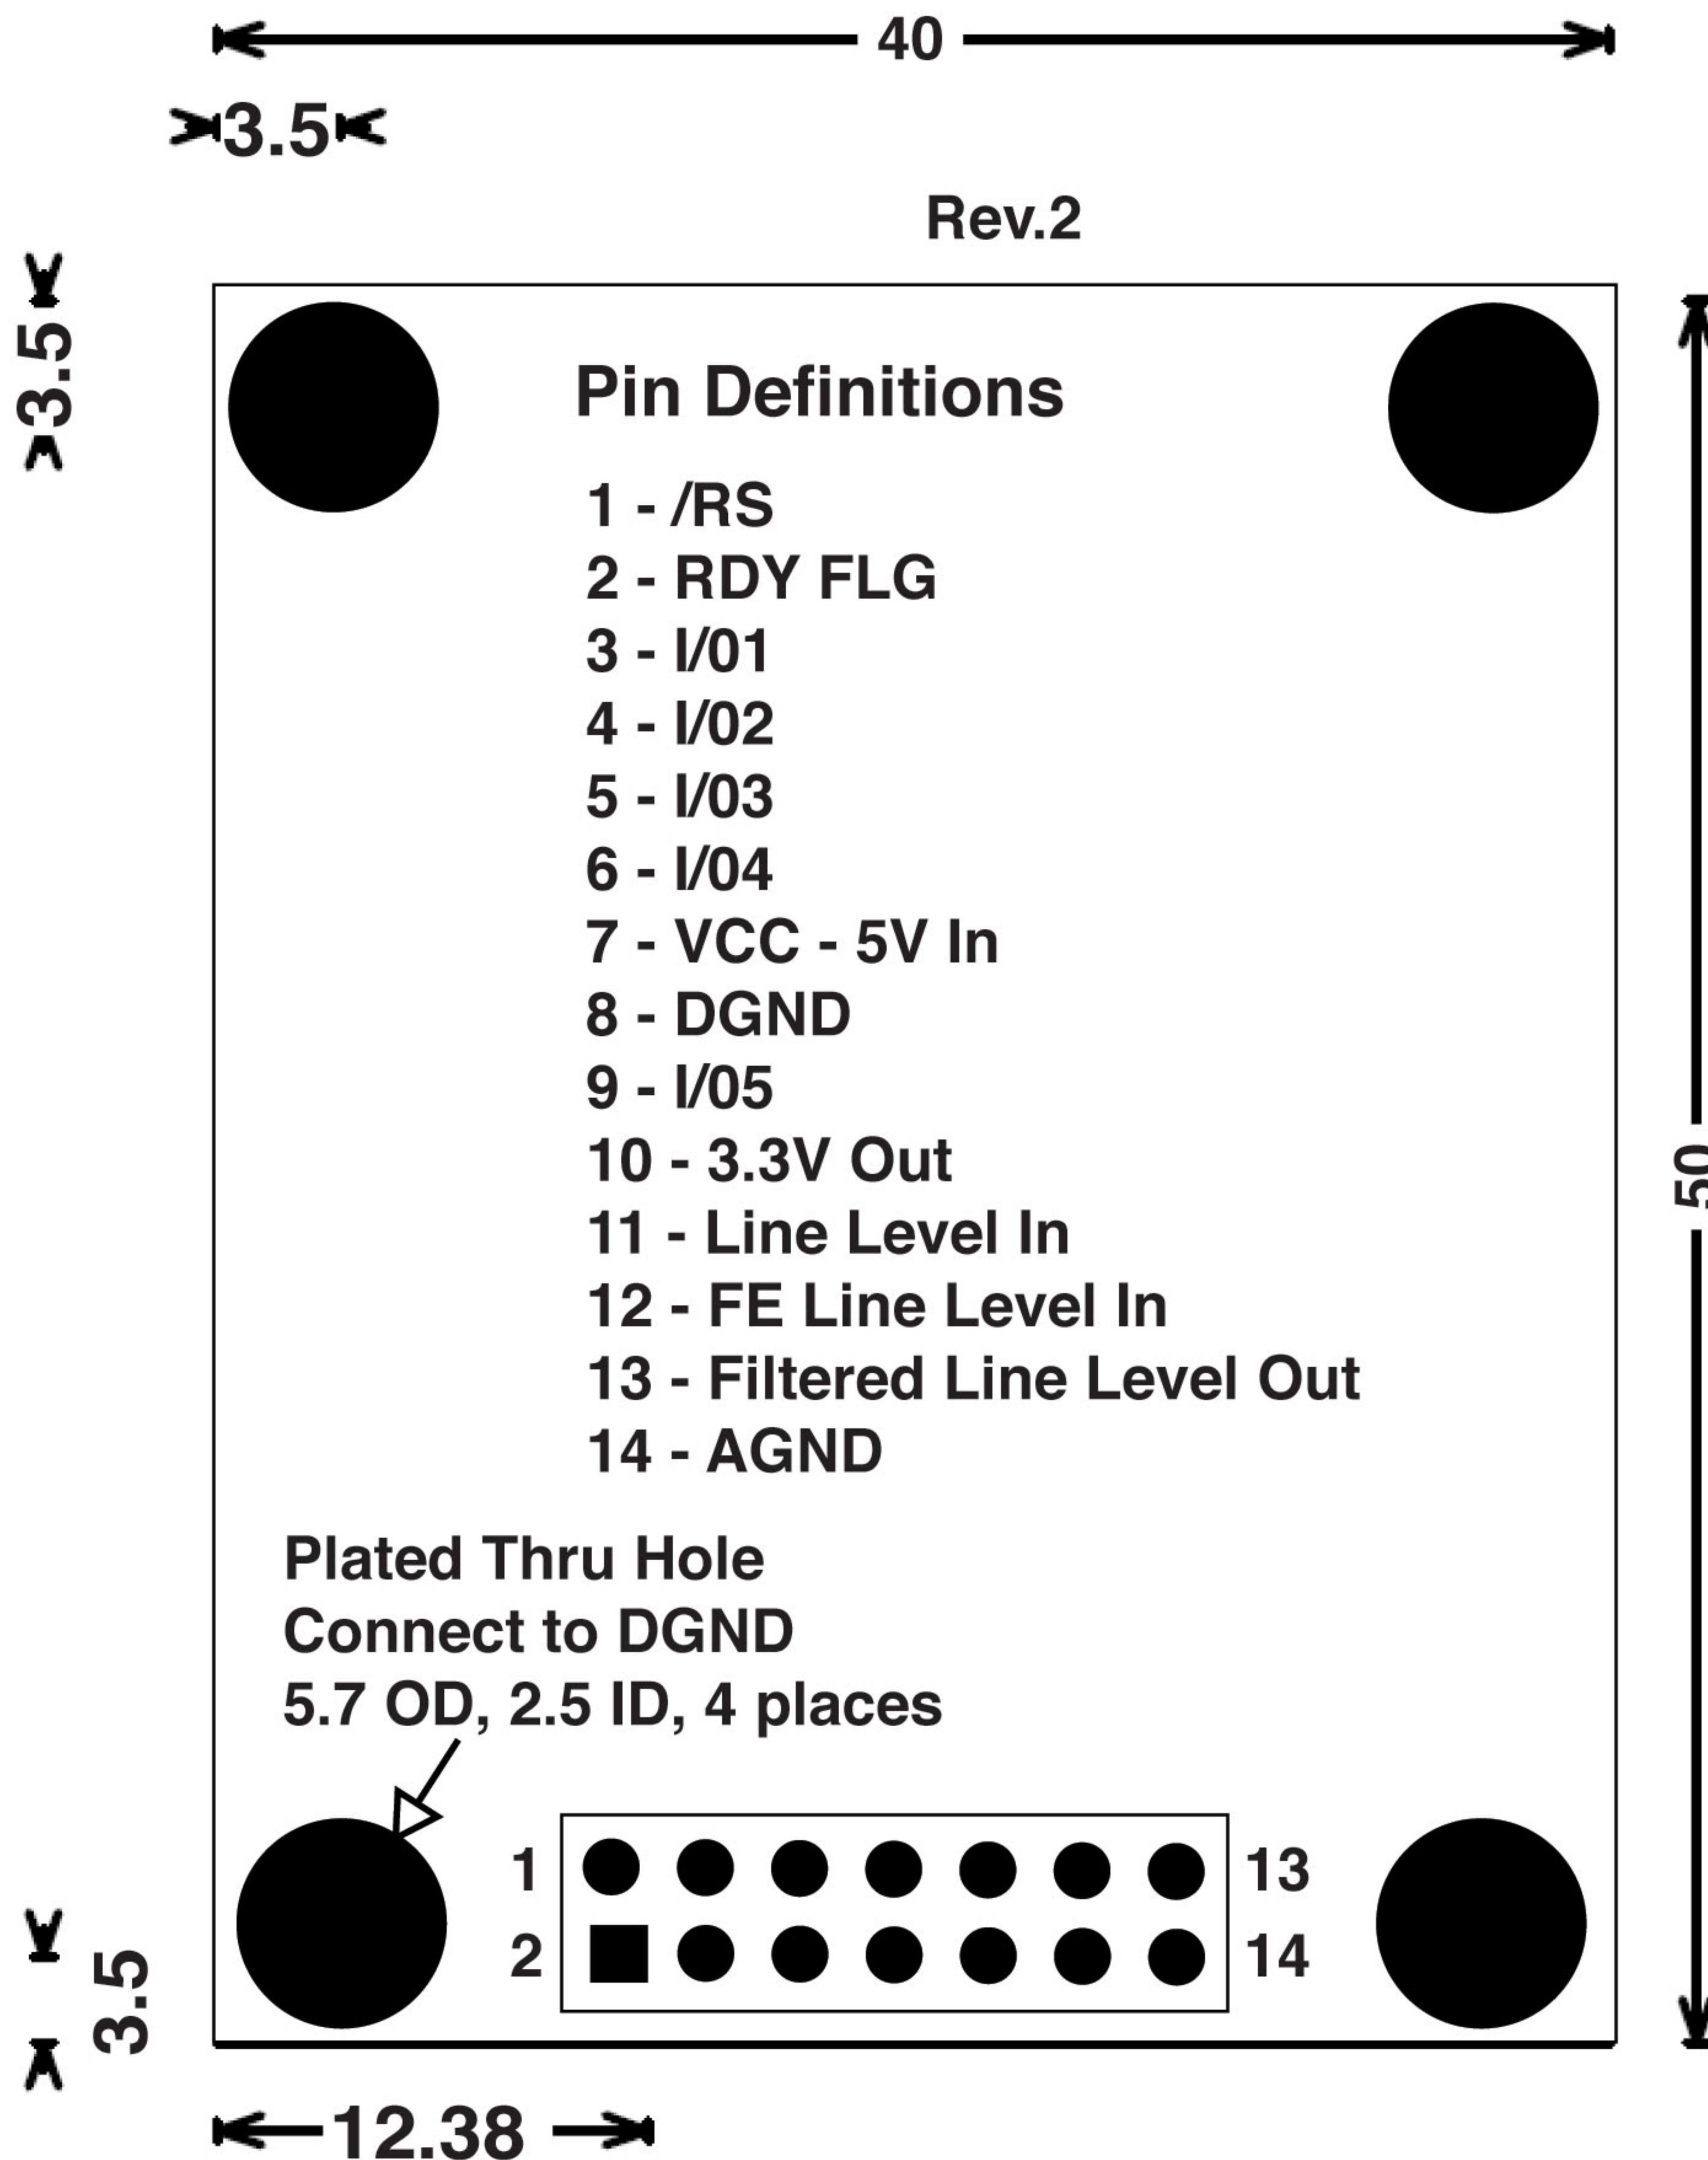 40
3.5
Rev.2
3.5
Pin Definitions
1 - /RS
2 - RDY FLG
3 - I/01
4 - I/02
5 - I/03
6 - I/04
7 - VCC - 5V In
8 - DGND
9 - I/05
10 - 3.3V Out
11 - Line Level In
12 - FE Line Level In
13 - Filtered Line Level Out
14 - AGND
50
Plated Thru Hole
Connect to DGND
5.7 OD, 2.5 ID, 4 places
1 13
2 14
3.5
12.38